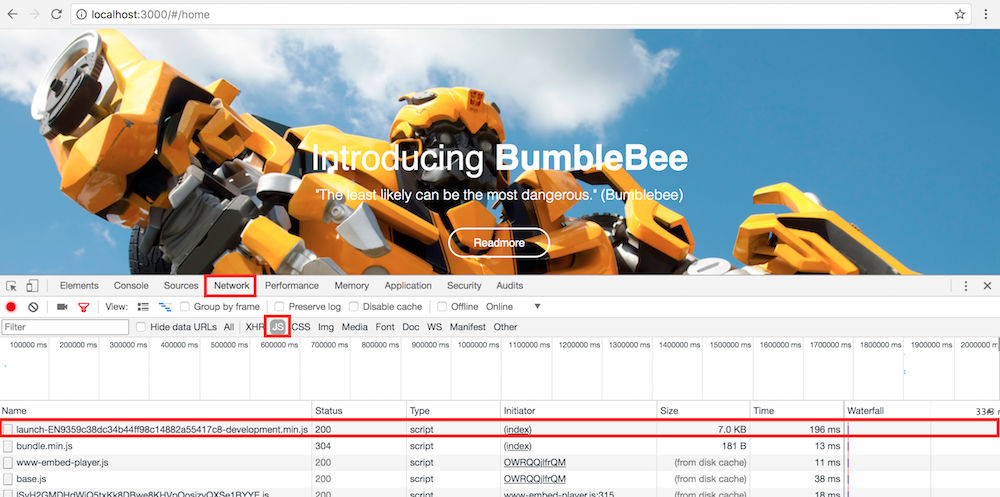 localhost:3000/#/home
Introducing BumbleBee
"The least likely can be the most dangerous." (Bumblebee)
Readmore
Elements Console Sources Network Performance Memory Application Security Audits
View: Group by frame Preserve log Disable cache Offline Online
Filter Hide data URLs All XHR JS CSS Img Media Font Doc WS Manifest Other
100000 ms 200000 ms 300000 ms 400000 ms 500000 ms 600000 ms 700000 ms 800000 ms 900000 ms 1000000 ms 1100000 ms 1200000 ms 1300000 ms 1400000 ms 1500000 ms 1600000 ms 1700000 ms 1800000 ms 1900000 ms 2000000 ms
Name Status Type Initiator Size Time Waterfall
launch-EN9359c38dc34b44ff98c14882a55417c8-development.min.js 200 script (index) 7.0 KB 196 ms
bundle.min.js 304 script (index) 181 B 13 ms
www-embed-player.js 200 script OWRQQjlfrQM (from disk cache) 11 ms
base.js 200 script OWRQQjlfrQM (from disk cache) 38 ms
200 script www-embed-player.js:315 (from disk cache)